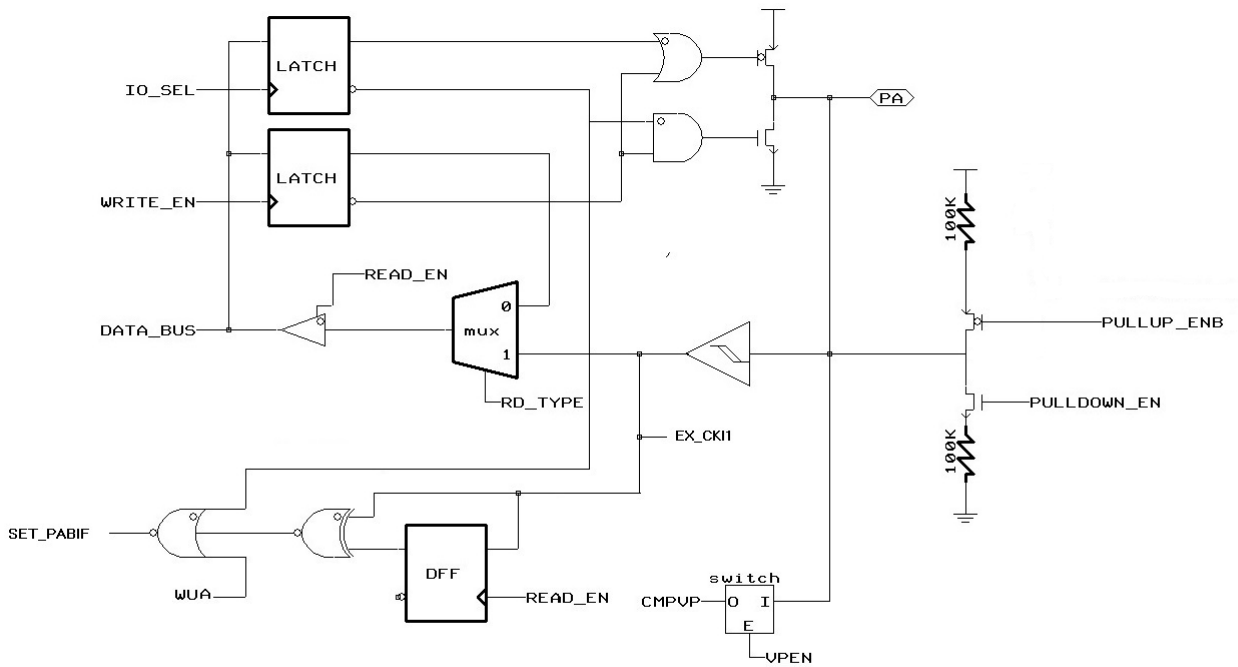 LATCH
IO_SEL
PA
LATCH
WRITE_EN
100K
READ_EN
0
DATA_BUS
mux
PULLUP_ENB
1
RD_TYPE
PULLDOWN_EN
EX_CKI1
100K
SET_PABIF
DFF
switch
WUA
READ_EN
CMPVP
O I
E
VPEN